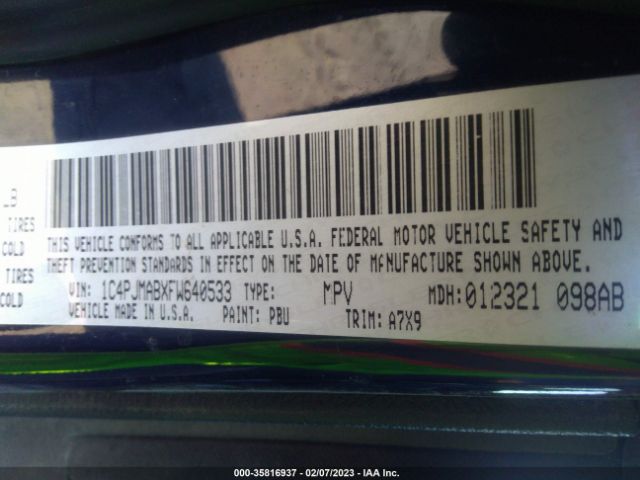 B
TIRES
COLD
TIRES
COLD
THIS VEHICLE CONFORMS TO ALL APPLICABLE U.S.A. FEDERAL MOTOR VEHICLE SAFETY AND
THEFT PREVENTION STANDARDS IN EFFECT ON THE DATE OF MANUFACTURE SHOWN ABOVE.
VIN: 1C4PJMABXFW640533 TYPE: MPV MDH: 012321 098AB
VEHICLE MADE IN U.S.A. PAINT: PBU TRIM: A7X9
000-35816937 - 02/07/2023 - IAA Inc.